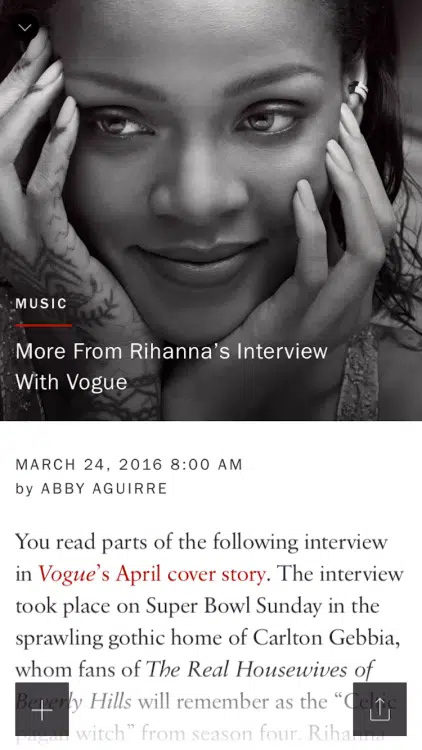 MUSIC
More From Rihanna’s Interview
With Vogue
MARCH 24, 2016 8:00 AM
by ABBY AGUIRRE
You read parts of the following interview
in Vogue’s April cover story. The interview
took place on Super Bowl Sunday in the
sprawling gothic home of Carlton Gebbia,
whom fans of The Real Housewives of
Beverly Hills will remember as the “Celtic
pagan witch” from season four. Rihanna